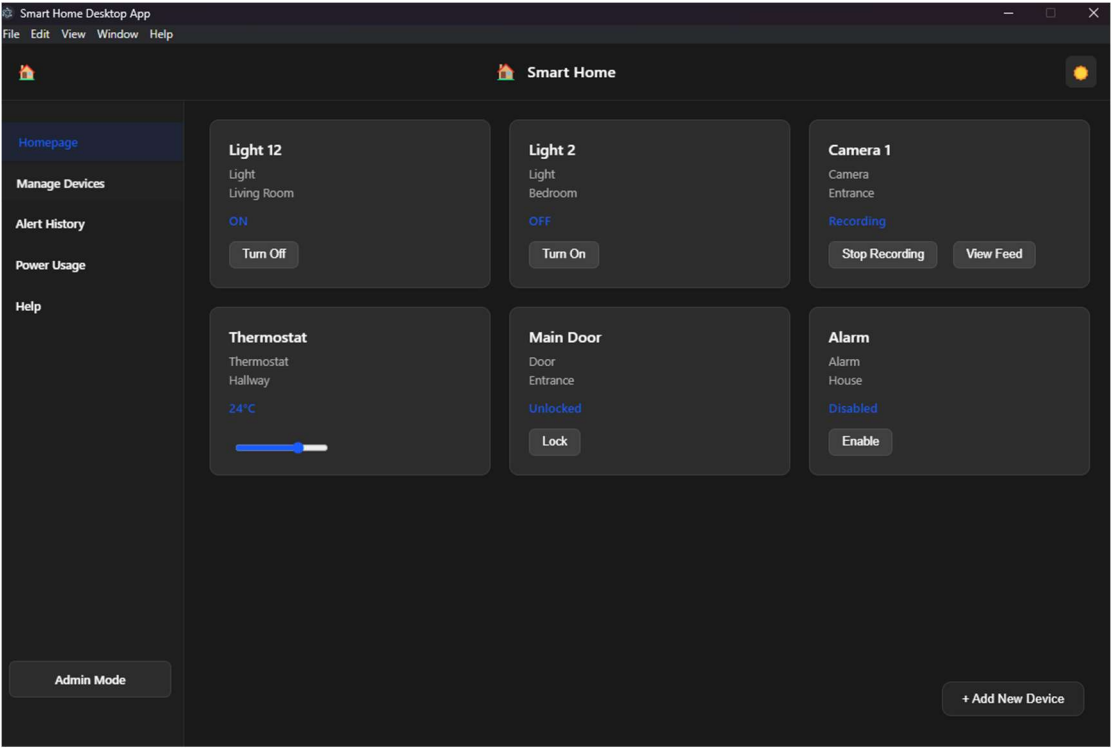 Smart Home Desktop App
File Edit View Window Help
Smart Home
Homepage
Manage Devices
Alert History
Power Usage
Help
Admin Mode
Light 12
Light
Living Room
ON
Turn Off
Light 2
Light
Bedroom
OFF
Turn On
Camera 1
Camera
Entrance
Recording
Stop Recording View Feed
Thermostat
Thermostat
Hallway
24°C
Main Door
Door
Entrance
Unlocked
Lock
Alarm
Alarm
House
Disabled
Enable
+ Add New Device